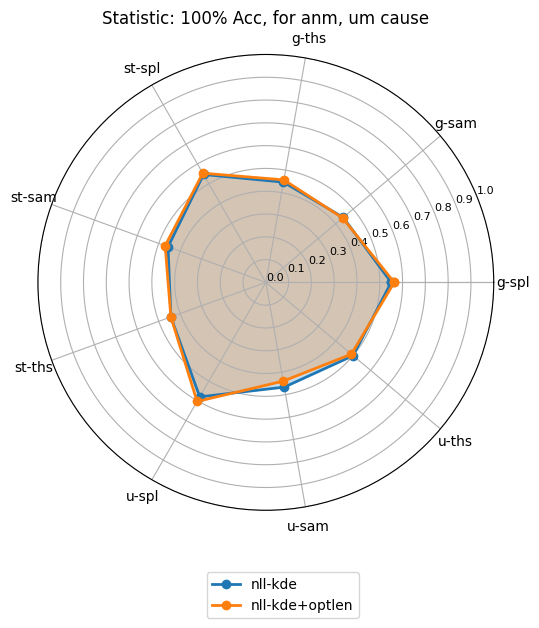 Statistic: 100% Acc, for anm, um cause
g-ths
st-spl
g-sam
st-sam
1.0
0.9
0.8
0.7
0.6
0.5
0.4
0.3
0.2
0.1
0.0
g-spl
st-ths
u-ths
u-spl
u-sam
nll-kde
nll-kde+optlen